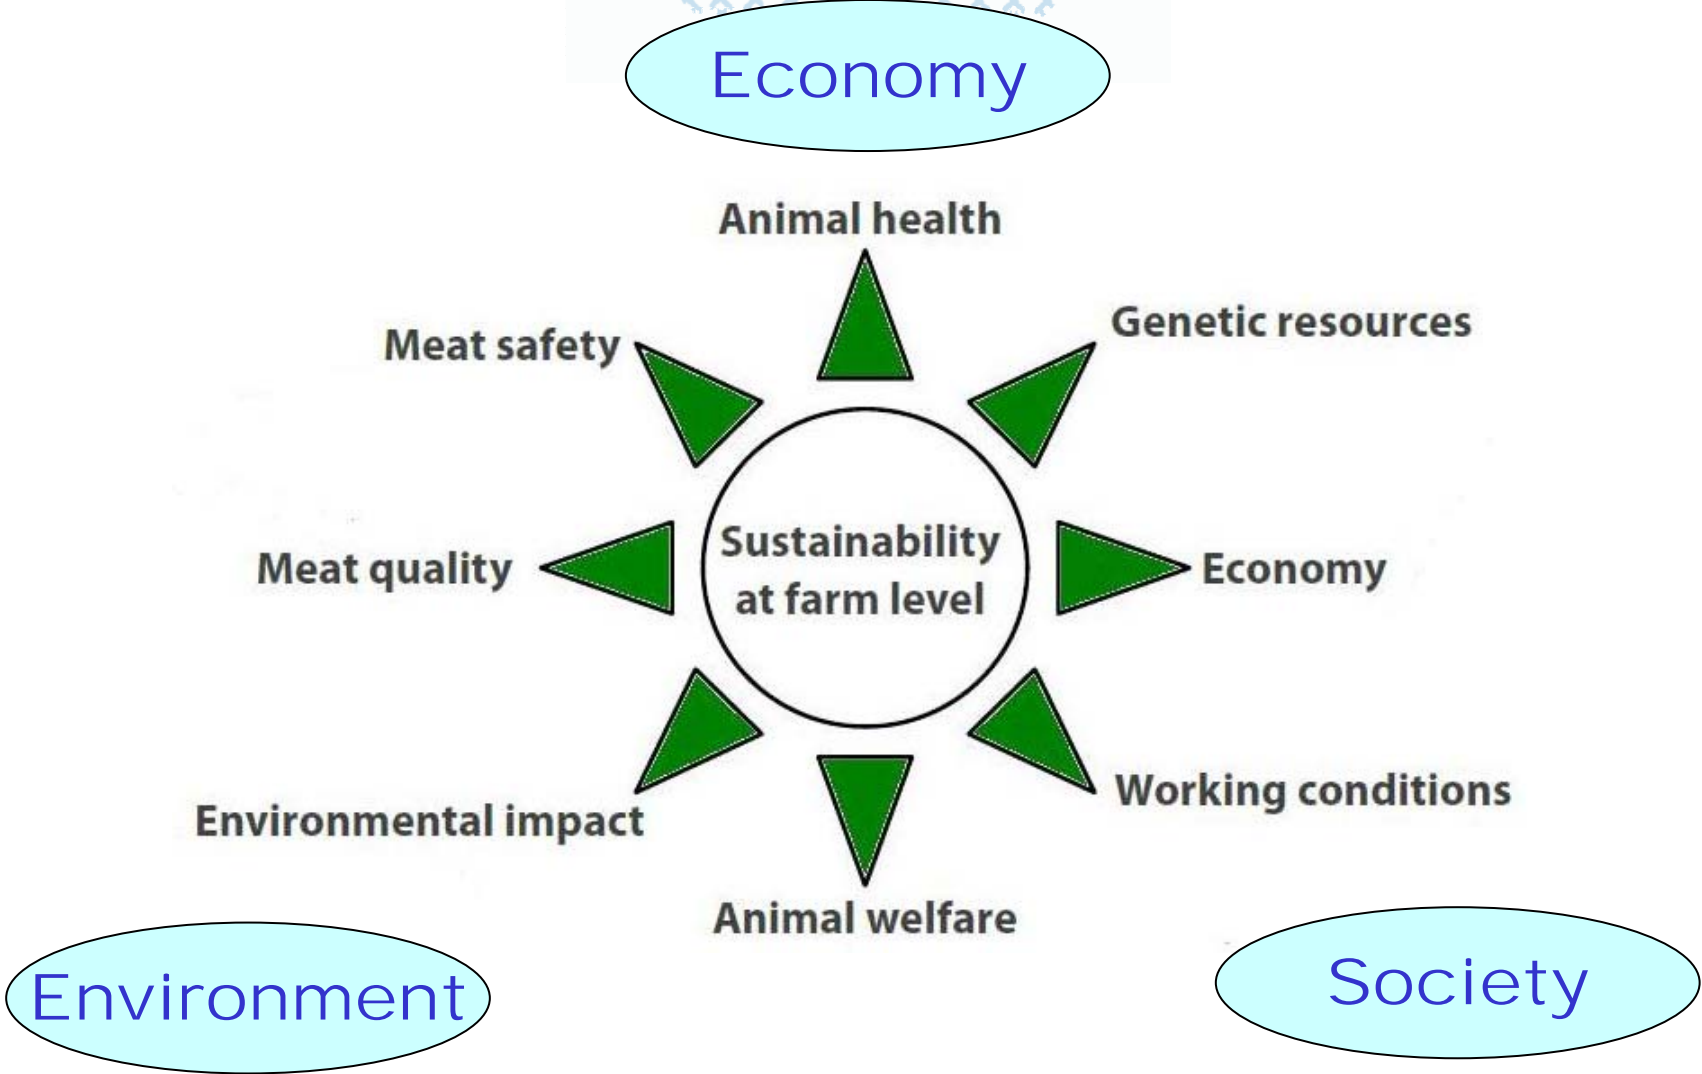 Economy
Animal health
Genetic resources
Meat safety
Sustainability
at farm level
Meat quality
Economy
Working conditions
Environmental impact
Animal welfare
Environment
Society